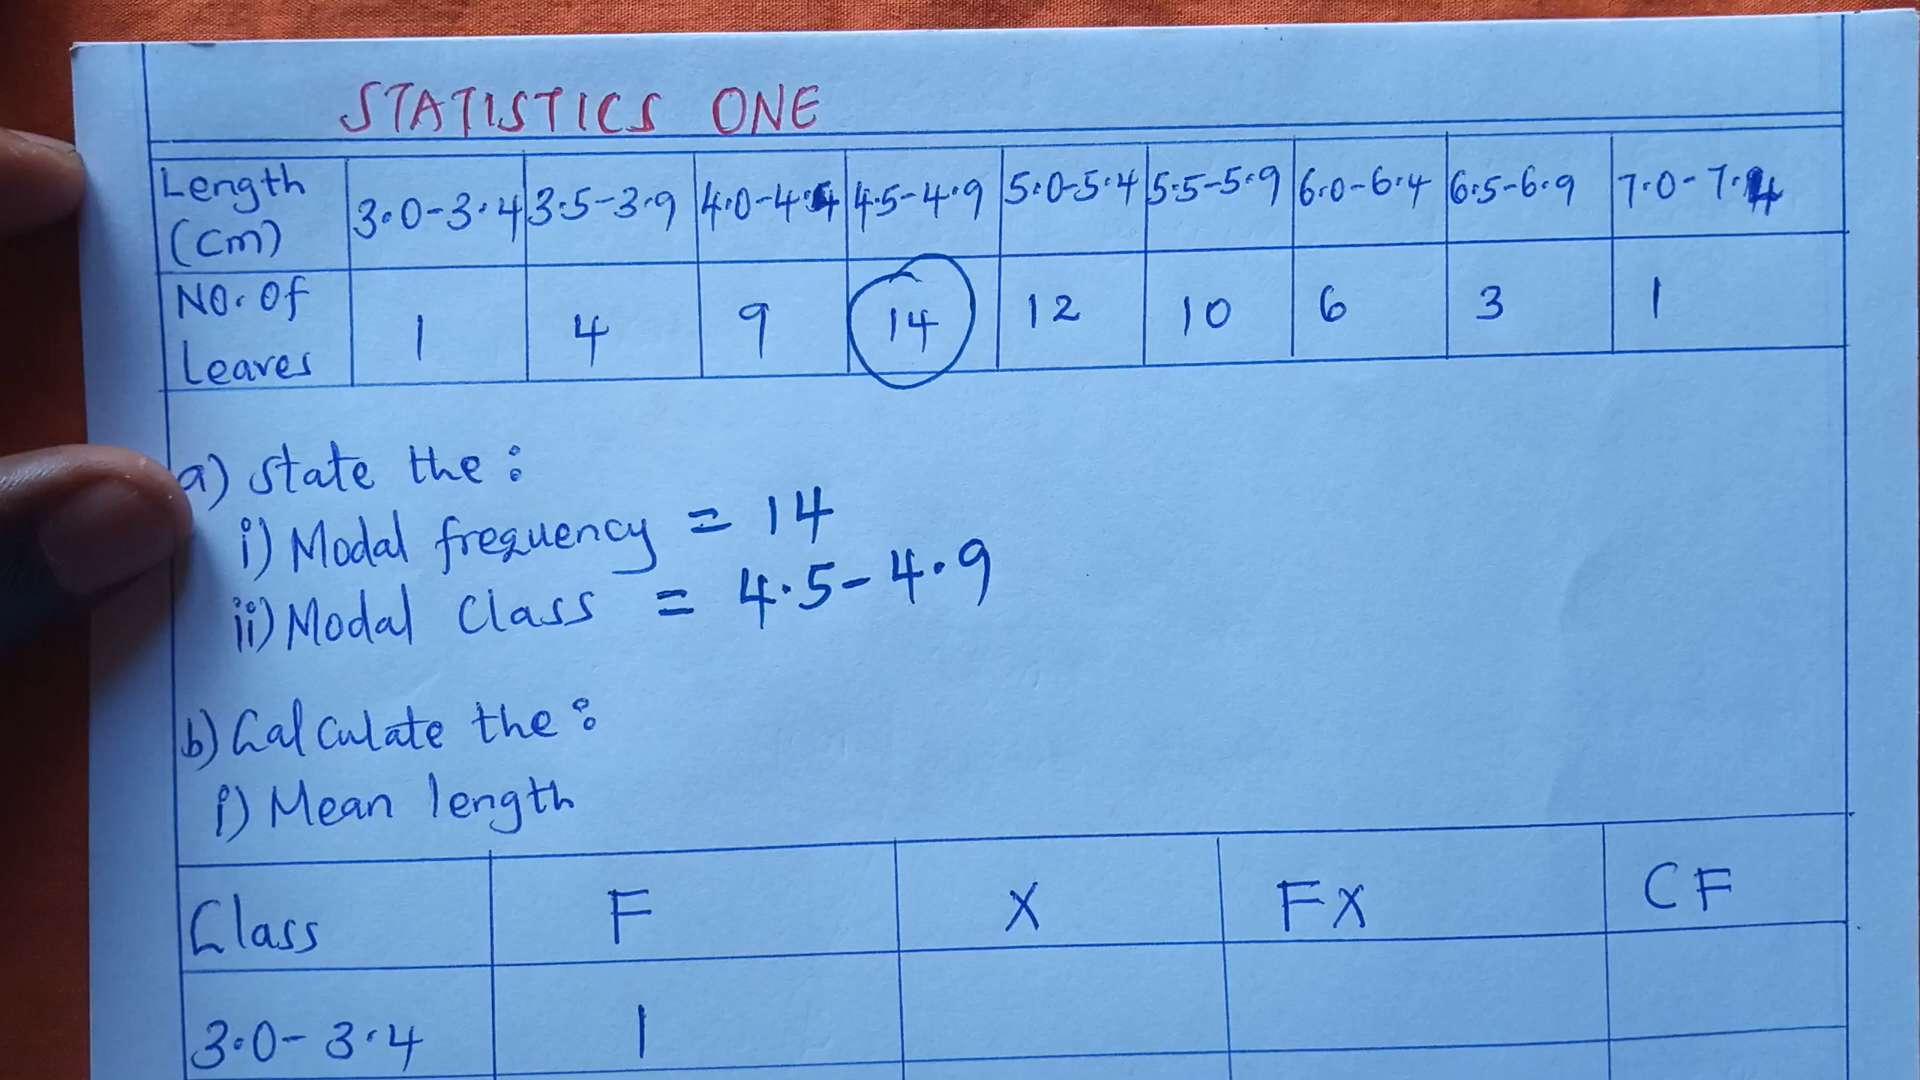 STATISTICS ONE
Length (cm) 3.0-3.4 3.5-3.9 4.0-4.4 4.5-4.9 5.0-5.4 5.5-5.9 6.0-6.4 6.5-6.9 7.0-7.4
NO. Of Leaves 1 4 9 14 12 10 6 3 1
a) State the:
i) Modal frequency = 14
ii) Modal Class = 4.5-4.9
b) Calculate the:
i) Mean length
Class F X FX CF
3.0-3.4 1